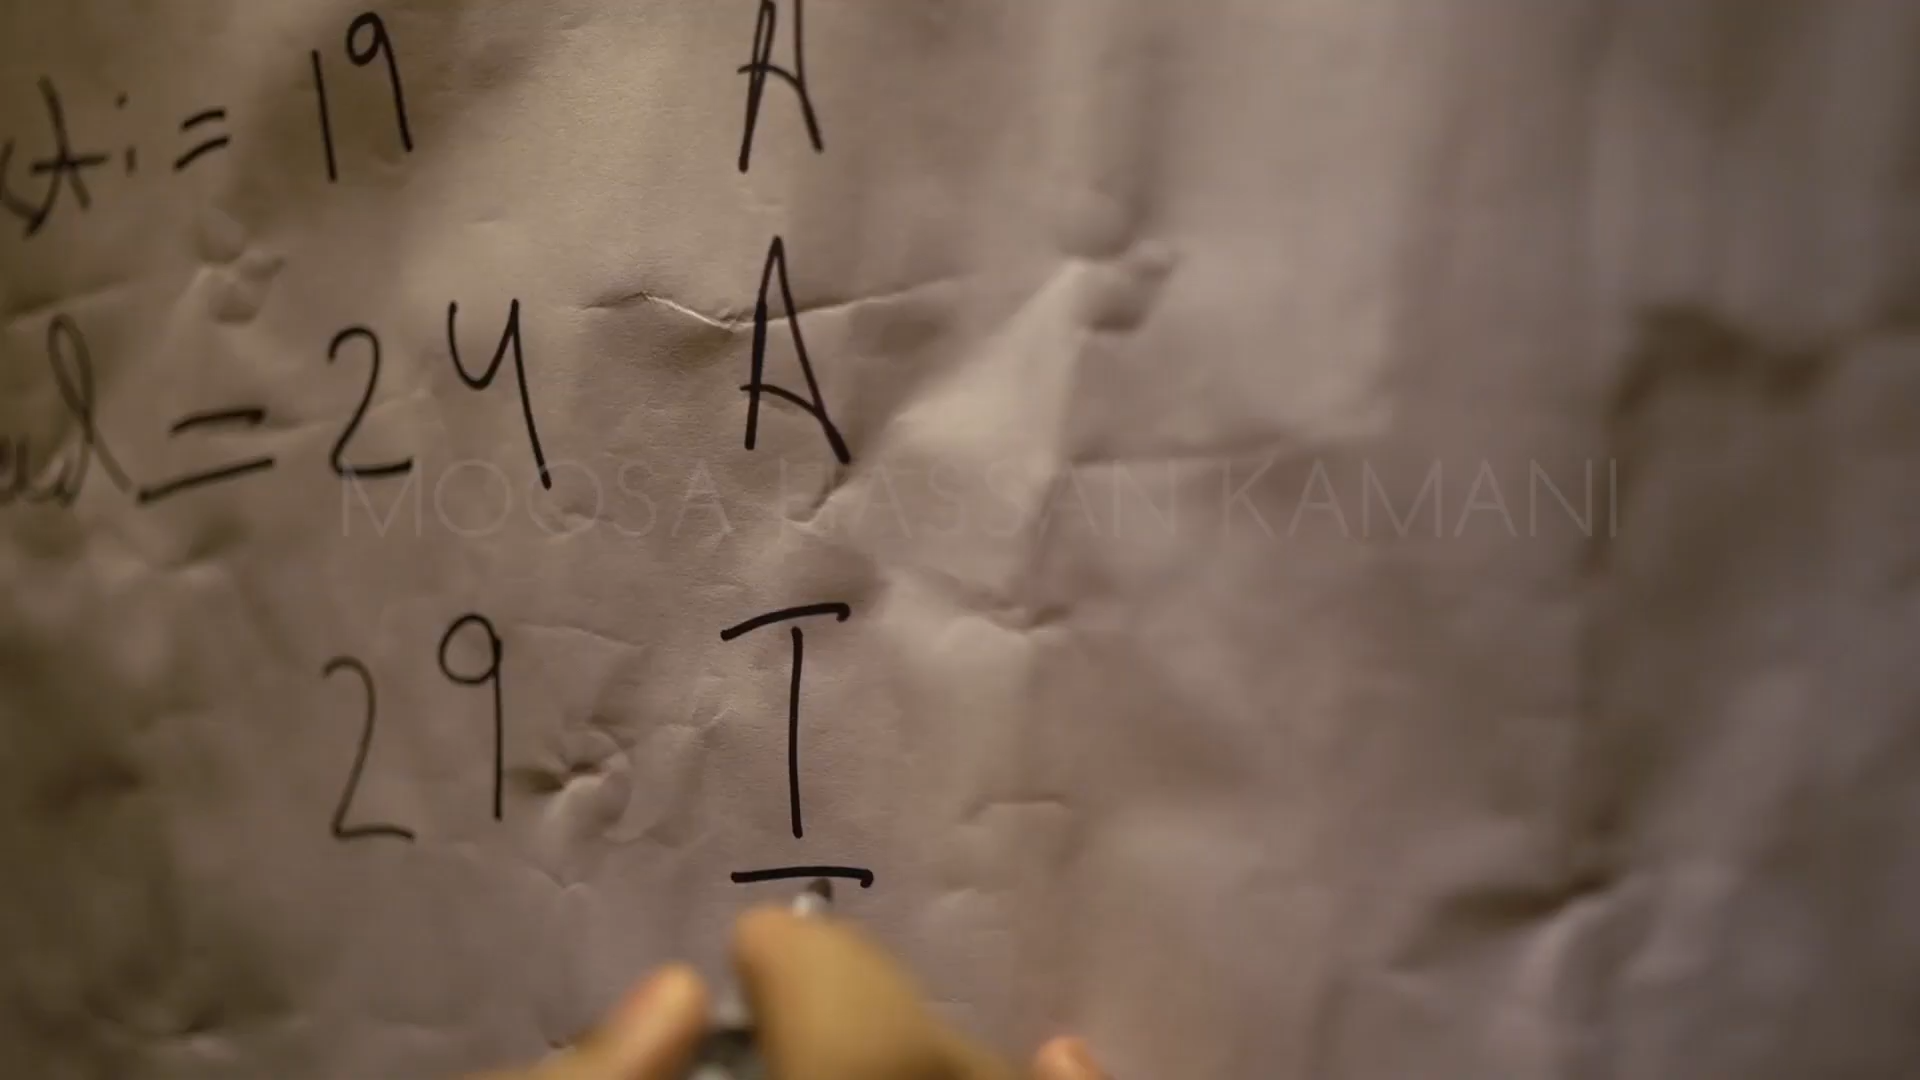 = 19 A
= 24 A
MOOSA HASSAN KAMANI
29 I